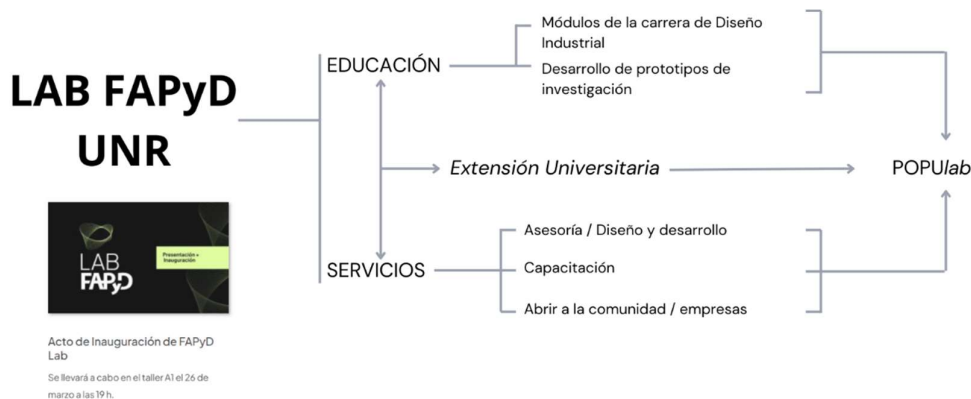 LAB FAPyD
UNR
LAB
FAPyD
Presentación +
Inauguración
Acto de Inauguración de FAPyD
Lab
Se llevará a cabo en el taller A1 el 26 de
marzo a las 19 h.
EDUCACIÓN
Módulos de la carrera de Diseño
Industrial
Desarrollo de prototipos de
investigación
Extensión Universitaria
POPUlab
SERVICIOS
Asesoría / Diseño y desarrollo
Capacitación
Abrir a la comunidad / empresas